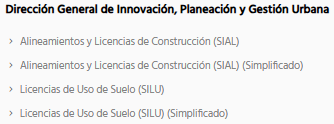 Dirección General de Innovación, Planeación y Gestión Urbana
> Alineamientos y Licencias de Construcción (SIAL)
> Alineamientos y Licencias de Construcción (SIAL) (Simplificado)
> Licencias de Uso de Suelo (SILU)
> Licencias de Uso de Suelo (SILU) (Simplificado)